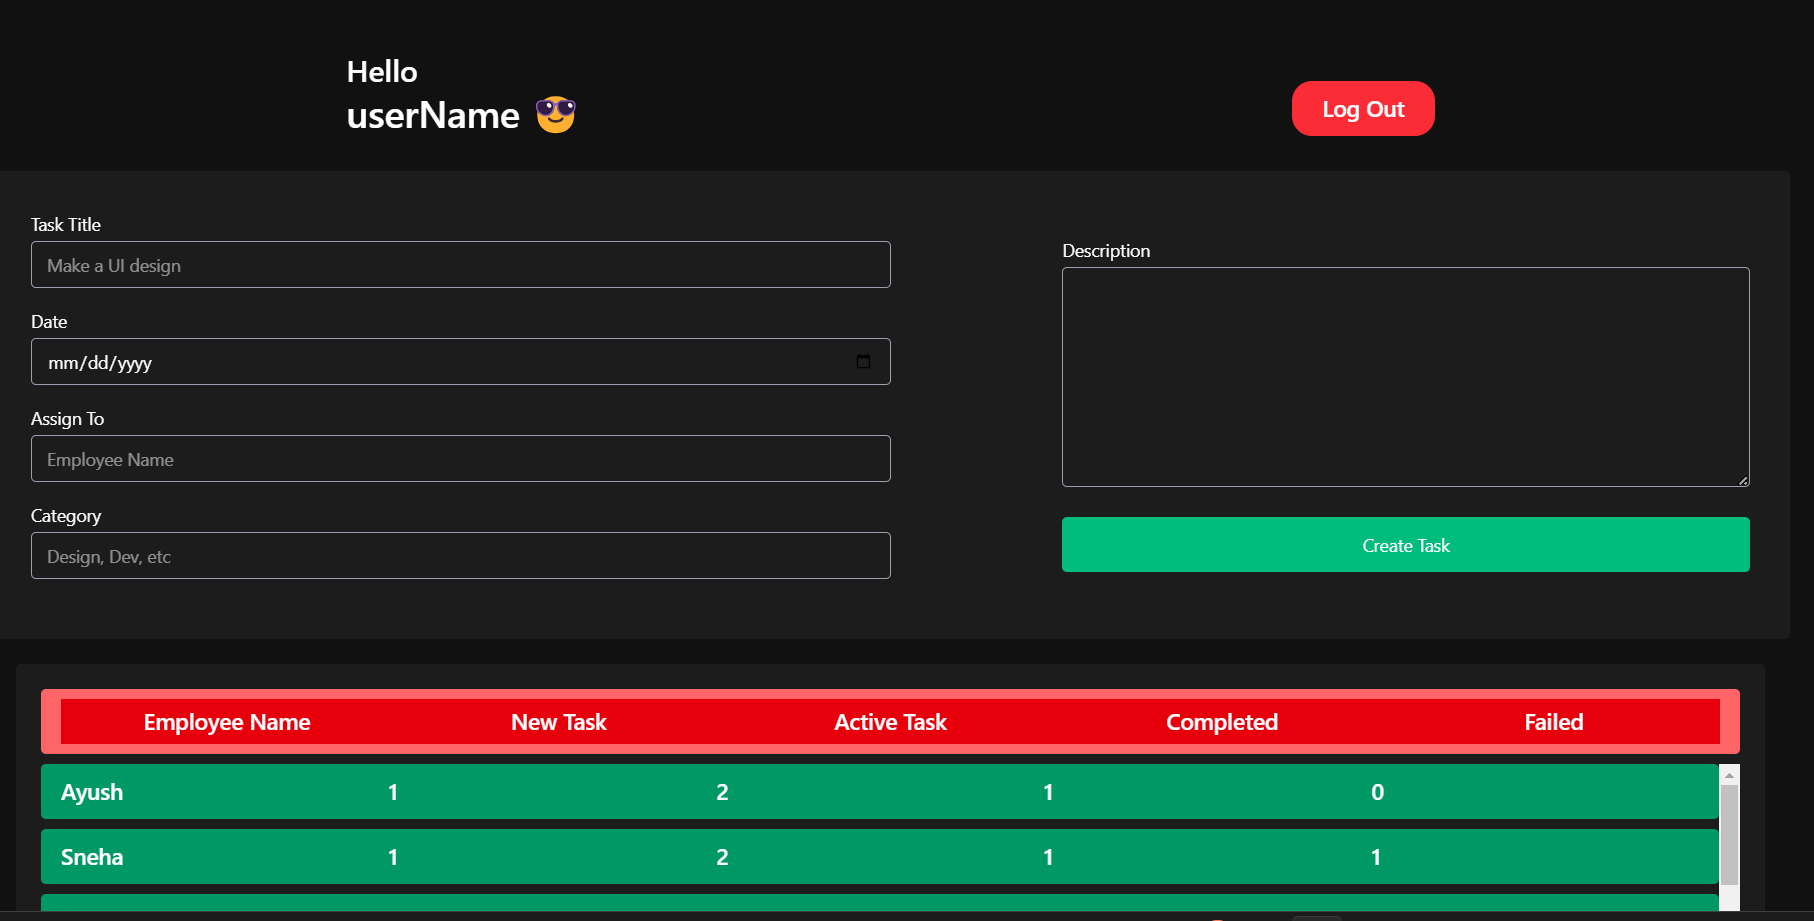 Hello
userName 😎
Log Out
Task Title
Make a UI design
Date
mm/dd/yyyy
Assign To
Employee Name
Category
Design, Dev, etc
Description
Create Task
Employee Name New Task Active Task Completed Failed
Ayush 1 2 1 0
Sneha 1 2 1 1